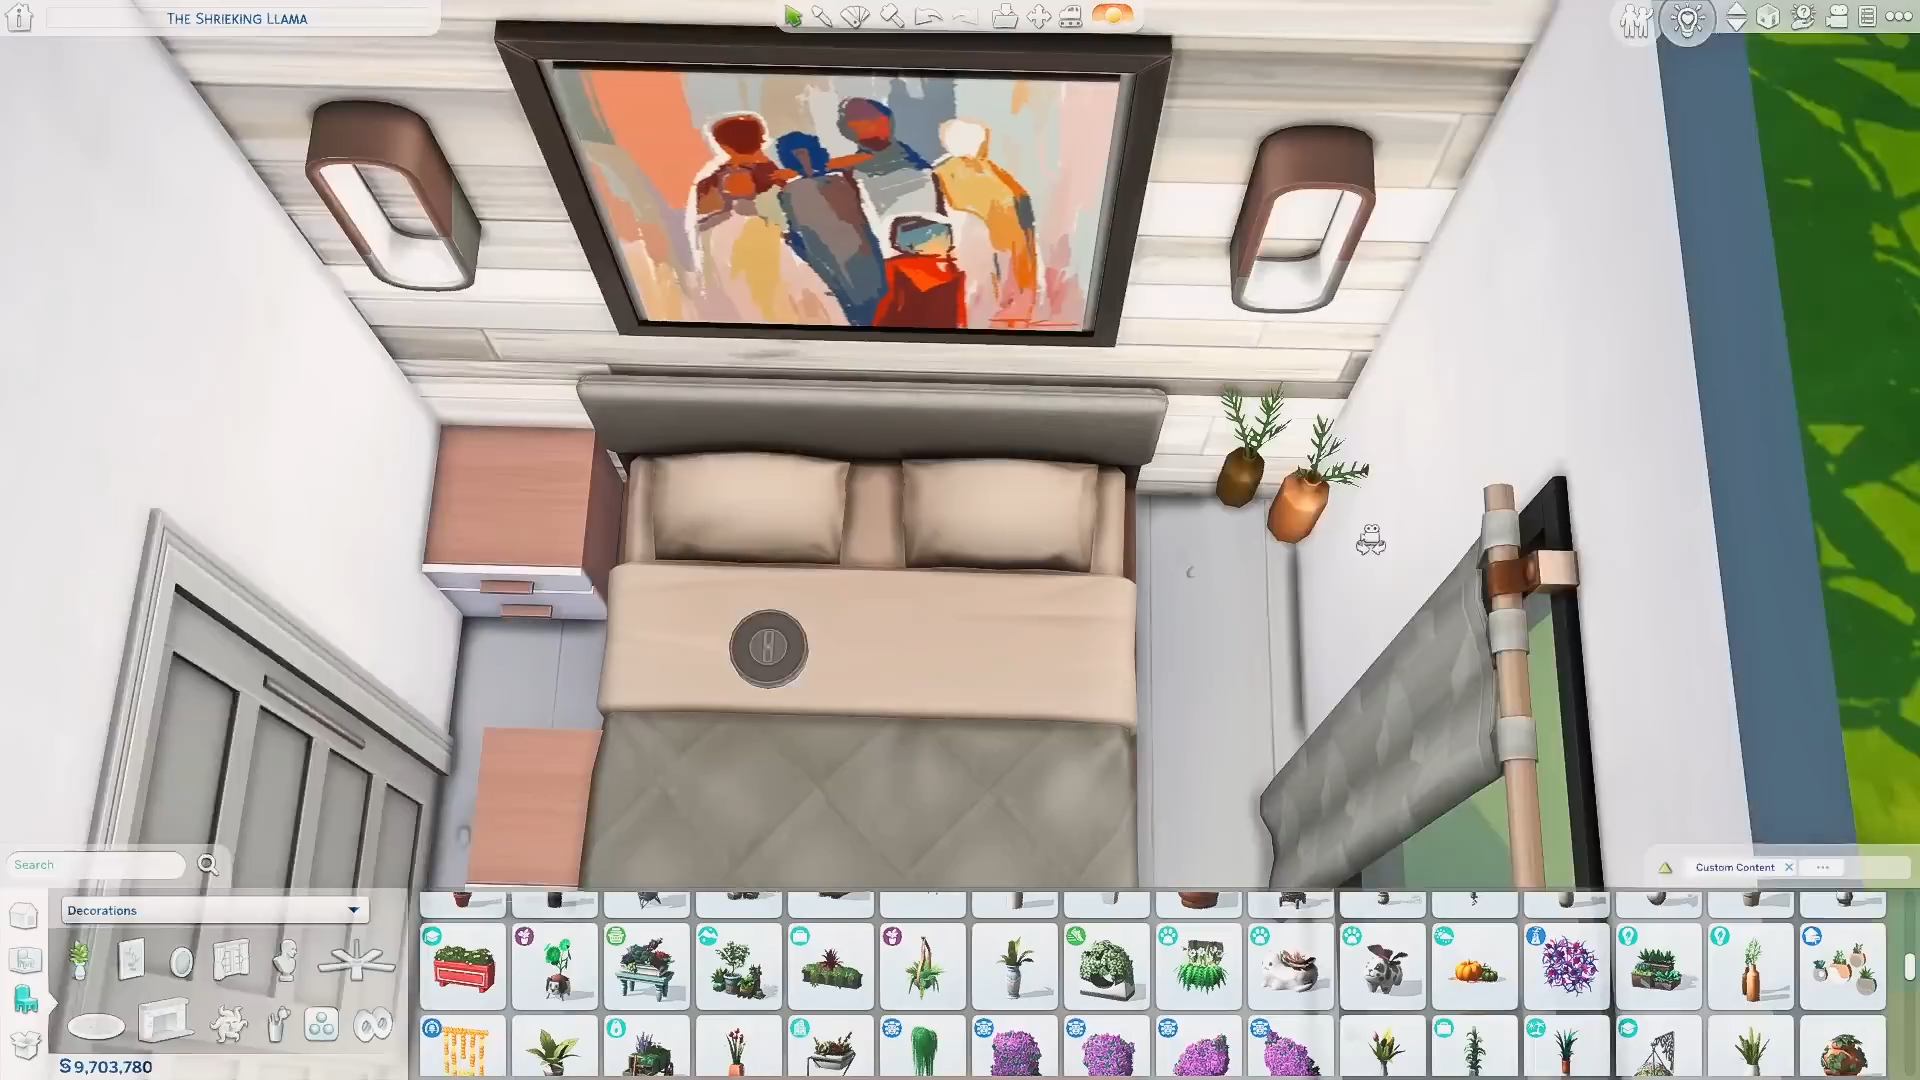 THE SHRIEKING LLAMA
Search
Custom Content
Decorations
§9,703,780